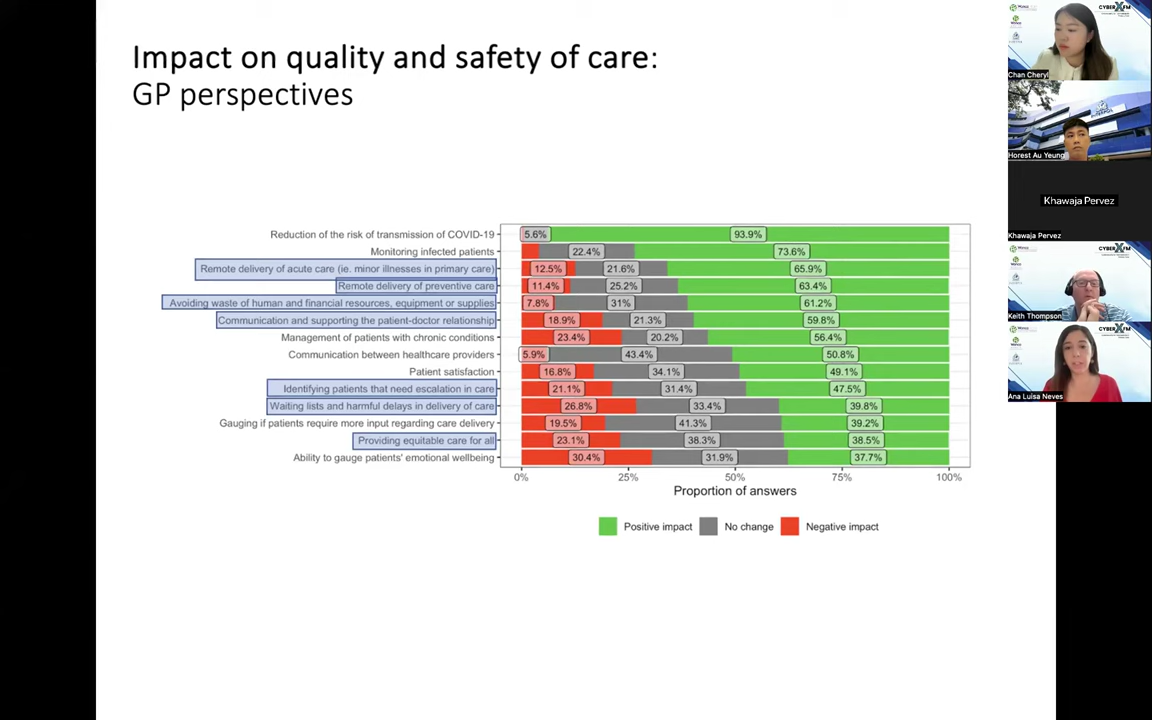 Impact on quality and safety of care:
GP perspectives
Reduction of the risk of transmission of COVID-19
5.6%
93.9%
Monitoring infected patients
22.4%
73.6%
Remote delivery of acute care (ie. minor illnesses in primary care)
12.5%
21.6%
65.9%
Remote delivery of preventive care
11.4%
25.2%
63.4%
Avoiding waste of human and financial resources, equipment or supplies
7.8%
31%
61.2%
Communication and supporting the patient-doctor relationship
18.9%
21.3%
59.8%
Management of patients with chronic conditions
23.4%
20.2%
56.4%
Communication between healthcare providers
5.9%
43.4%
50.8%
Patient satisfaction
16.8%
34.1%
49.1%
Identifying patients that need escalation in care
21.1%
31.4%
47.5%
Waiting lists and harmful delays in delivery of care
26.8%
33.4%
39.8%
Gauging if patients require more input regarding care delivery
19.5%
41.3%
39.2%
Providing equitable care for all
23.1%
38.3%
38.5%
Ability to gauge patients' emotional wellbeing
30.4%
31.9%
37.7%
0%
25%
50%
75%
100%
Proportion of answers
Positive impact
No change
Negative impact
CYBER FM
Chan Cheryl
Horest Au Yeung
Khawaja Pervez
Khawaja Pervez
CYBER FM
Keith Thompson
CYBER FM
Ana Luisa Neves